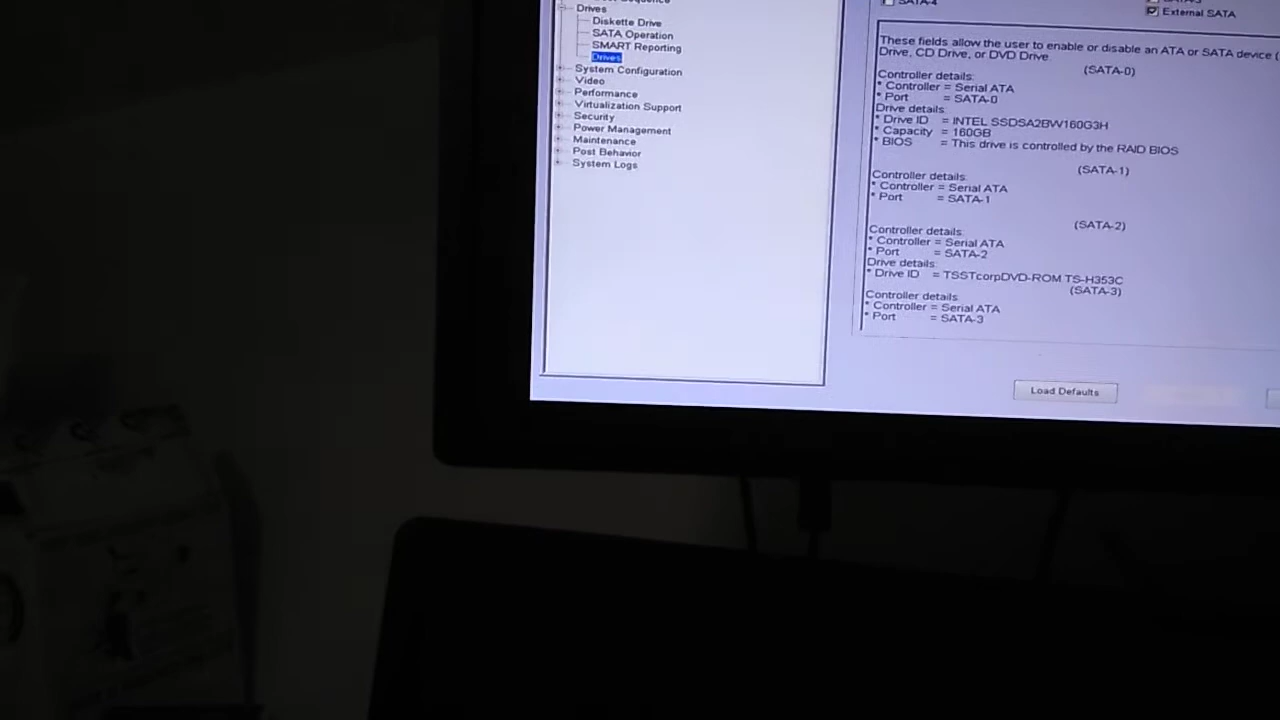 Drives
Diskette Drive
SATA Operation
SMART Reporting
Drives
System Configuration
Video
Performance
Virtualization Support
Security
Power Management
Maintenance
Post Behavior
System Logs
SATA-4
External SATA
These fields allow the user to enable or disable an ATA or SATA device (
Drive, CD Drive, or DVD Drive.
(SATA-0)
Controller details:
* Controller = Serial ATA
* Port = SATA-0
Drive details:
* Drive ID = INTEL SSDSA2BW160G3H
* Capacity = 160GB
* BIOS = This drive is controlled by the RAID BIOS
(SATA-1)
Controller details:
* Controller = Serial ATA
* Port = SATA-1
(SATA-2)
Controller details:
* Controller = Serial ATA
* Port = SATA-2
Drive details:
* Drive ID = TSSTcorpDVD-ROM TS-H353C
(SATA-3)
Controller details:
* Controller = Serial ATA
* Port = SATA-3
Load Defaults